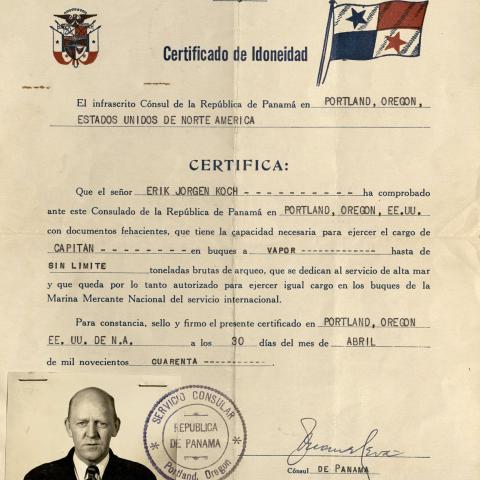 Certificado de Idoneidad
El infrascrito Cónsul de la República de Panamá en PORTLAND, OREGON,
ESTADOS UNIDOS DE NORTE AMERICA
CERTIFICA:
Que el señor ERIK JORGEN KOCH - - - - - - - - - - ha comprobado
ante este Consulado de la República de Panamá en PORTLAND, OREGON, EE.UU.
con documentos fehacientes, que tiene la capacidad necesaria para ejercer el cargo de
CAPITAN - - - - - - - - en buques a VAPOR ------------ hasta de
SIN LIMITE toneladas brutas de arqueo, que se dedican al servicio de alta mar
y que queda por lo tanto autorizado para ejercer igual cargo en los buques de la
Marina Mercante Nacional del servicio internacional.
Para constancia, sello y firmo el presente certificado en PORTLAND, OREGON
EE. UU. DE N.A. a los 30 días del mes de ABRIL
de mil novecientos CUARENTA -----------
SERVICIO CONSULAR
REPUBLICA
DE PANAMA
Portland, Oregon
Cónsul DE PANAMA